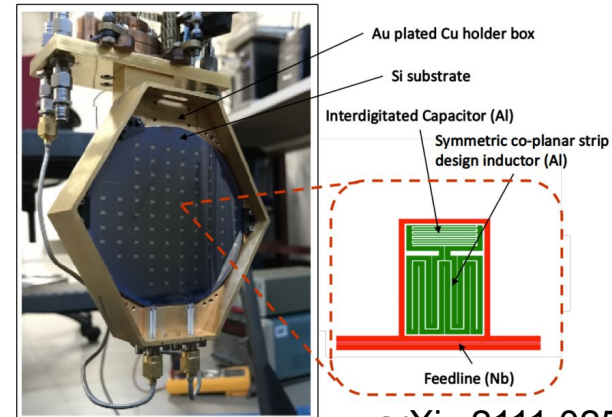 Au plated Cu holder box
Si substrate
Interdigitated Capacitor (Al)
Symmetric co-planar strip
design inductor (Al)
Feedline (Nb)